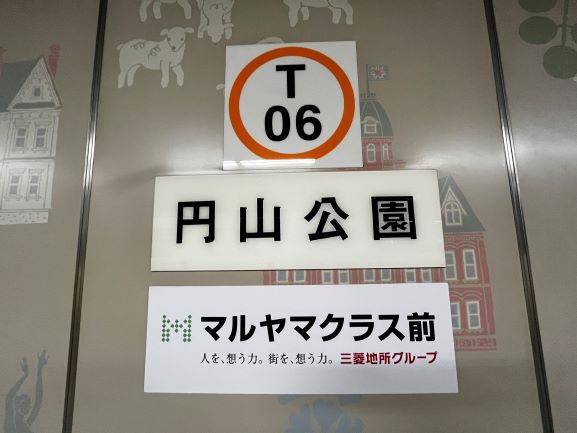 T
06
円山公園
マルヤマクラス前
人を、想う力。街を、想う力。三菱地所グループ